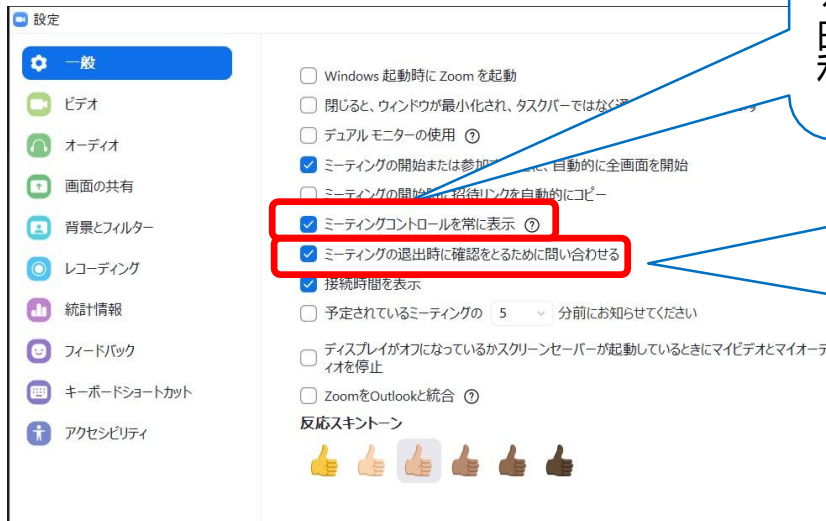 設定
一般
ビデオ
オーディオ
画面の共有
背景とフィルター
レコーディング
統計情報
フィードバック
キーボードショートカット
アクセシビリティ
Windows 起動時に Zoom を起動
閉じると、ウィンドウが最小化され、タスクバーではなく
デュアル モニターの使用
ミーティングの開始または参加 に、自動的に全画面を開始
ミーティングの開始時に招待リンクを自動的にコピー
ミーティングコントロールを常に表示
ミーティングの退出時に確認をとるために問い合わせる
接続時間を表示
予定されているミーティングの 5 分前にお知らせてください
ディスプレイがオフになっているかスクリーンセーバーが起動しているときにマイビデオとマイオーデ
ィオを停止
ZoomをOutlookと統合
反応スキントーン